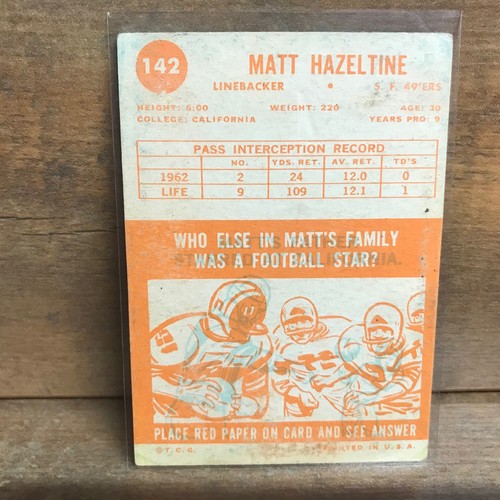 142 MATT HAZELTINE
LINEBACKER • S. F. 49'ERS
HEIGHT: 6:00 WEIGHT: 220 AGE: 30
COLLEGE: CALIFORNIA YEARS PRO: 9
PASS INTERCEPTION RECORD
NO. YDS. RET. AV. RET. TD'S
1962 2 24 12.0 0
LIFE 9 109 12.1 1
WHO ELSE IN MATT'S FAMILY
WAS A FOOTBALL STAR?
PLACE RED PAPER ON CARD AND SEE ANSWER
© T.C.G. PRINTED IN U.S.A.